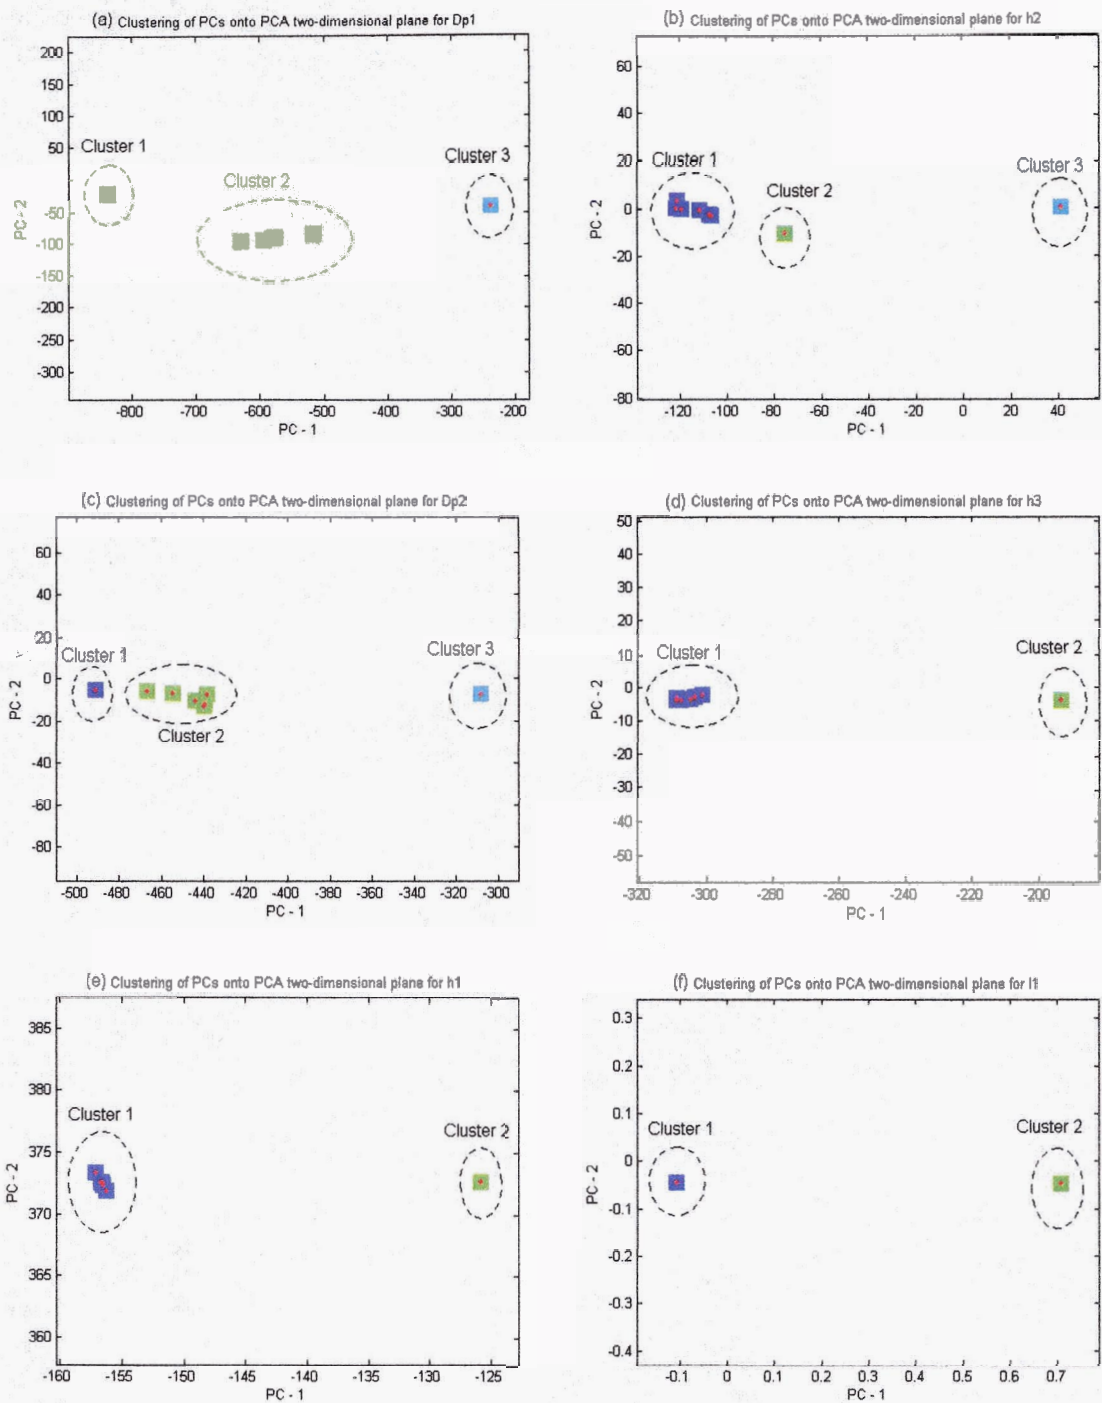 (a) Clustering of PCs onto PCA two-dimensional plane for Dp1
200
150
100
50
-50
-100
-150
-200
-250
-300
PC - 2
Cluster 1
Cluster 2
Cluster 3
-800 -700 -600 -500 -400 -300 -200
PC - 1
(b) Clustering of PCs onto PCA two-dimensional plane for h2
60
40
20
0
-20
-40
-60
-80
PC - 2
Cluster 1
Cluster 2
Cluster 3
-120 -100 -80 -60 -40 -20 0 20 40
PC - 1
(c) Clustering of PCs onto PCA two-dimensional plane for Dp2
60
40
20
0
-20
-40
-60
-80
PC - 2
Cluster 1
Cluster 2
Cluster 3
-500 -480 -460 -440 -420 -400 -380 -360 -340 -320 -300
PC - 1
(d) Clustering of PCs onto PCA two-dimensional plane for h3
50
40
30
20
10
0
-10
-20
-30
-40
-50
PC - 2
Cluster 1
Cluster 2
-320 -300 -280 -260 -240 -220 -200
PC - 1
(e) Clustering of PCs onto PCA two-dimensional plane for h1
385
380
375
370
365
360
PC - 2
Cluster 1
Cluster 2
-160 -155 -150 -145 -140 -135 -130 -125
PC - 1
(f) Clustering of PCs onto PCA two-dimensional plane for l1
0.3
0.2
0.1
0
-0.1
-0.2
-0.3
-0.4
PC - 2
Cluster 1
Cluster 2
-0.1 0 0.1 0.2 0.3 0.4 0.5 0.6 0.7
PC - 1